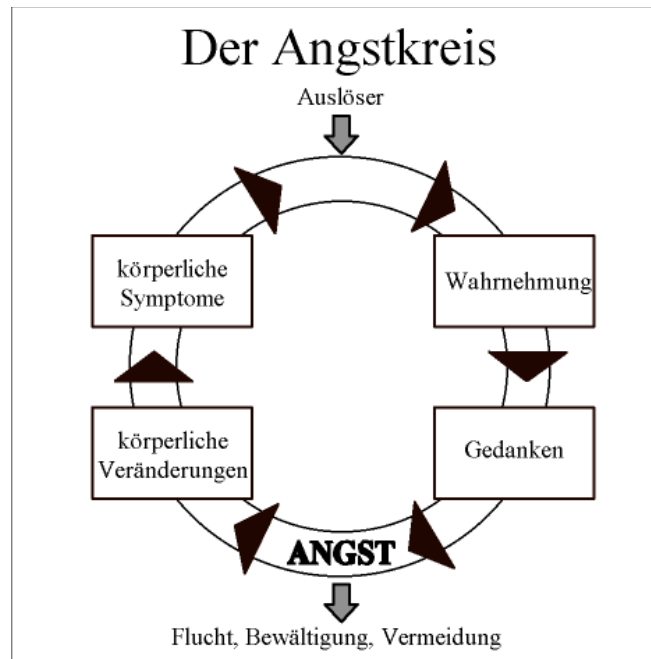 Der Angstkreis
Auslöser
körperliche
Symptome
Wahrnehmung
körperliche
Veränderungen
Gedanken
ANGST
Flucht, Bewältigung, Vermeidung